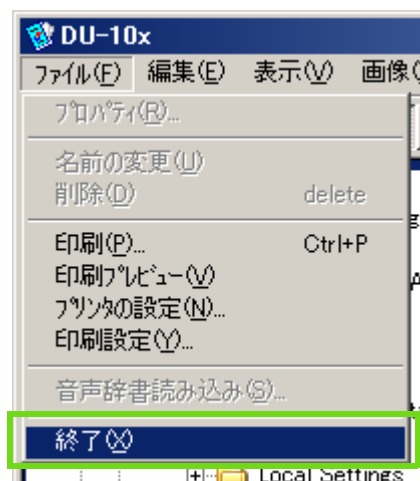 DU-10x
ﾌｧｲﾙ(F) 編集(E) 表示(V) 画像(
ﾌﾟﾛﾊﾟﾃｨ(R)...
名前の変更(U)
削除(D) delete
印刷(P)... Ctrl+P
印刷ﾌﾟﾚﾋﾞｭｰ(V)
ﾌﾟﾘﾝﾀの設定(N)...
印刷設定(Y)...
音声辞書読み込み(S)...
終了(X)
Local Settings